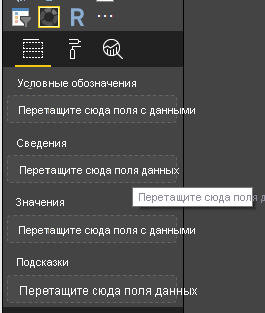 R ...
Условные обозначения
Перетащите сюда поля с данными
Сведения
Перетащите сюда поля данных
Перетащите сюда поля д
Значения
Перетащите сюда поля с данными
Подсказки
Перетащите сюда поля данных